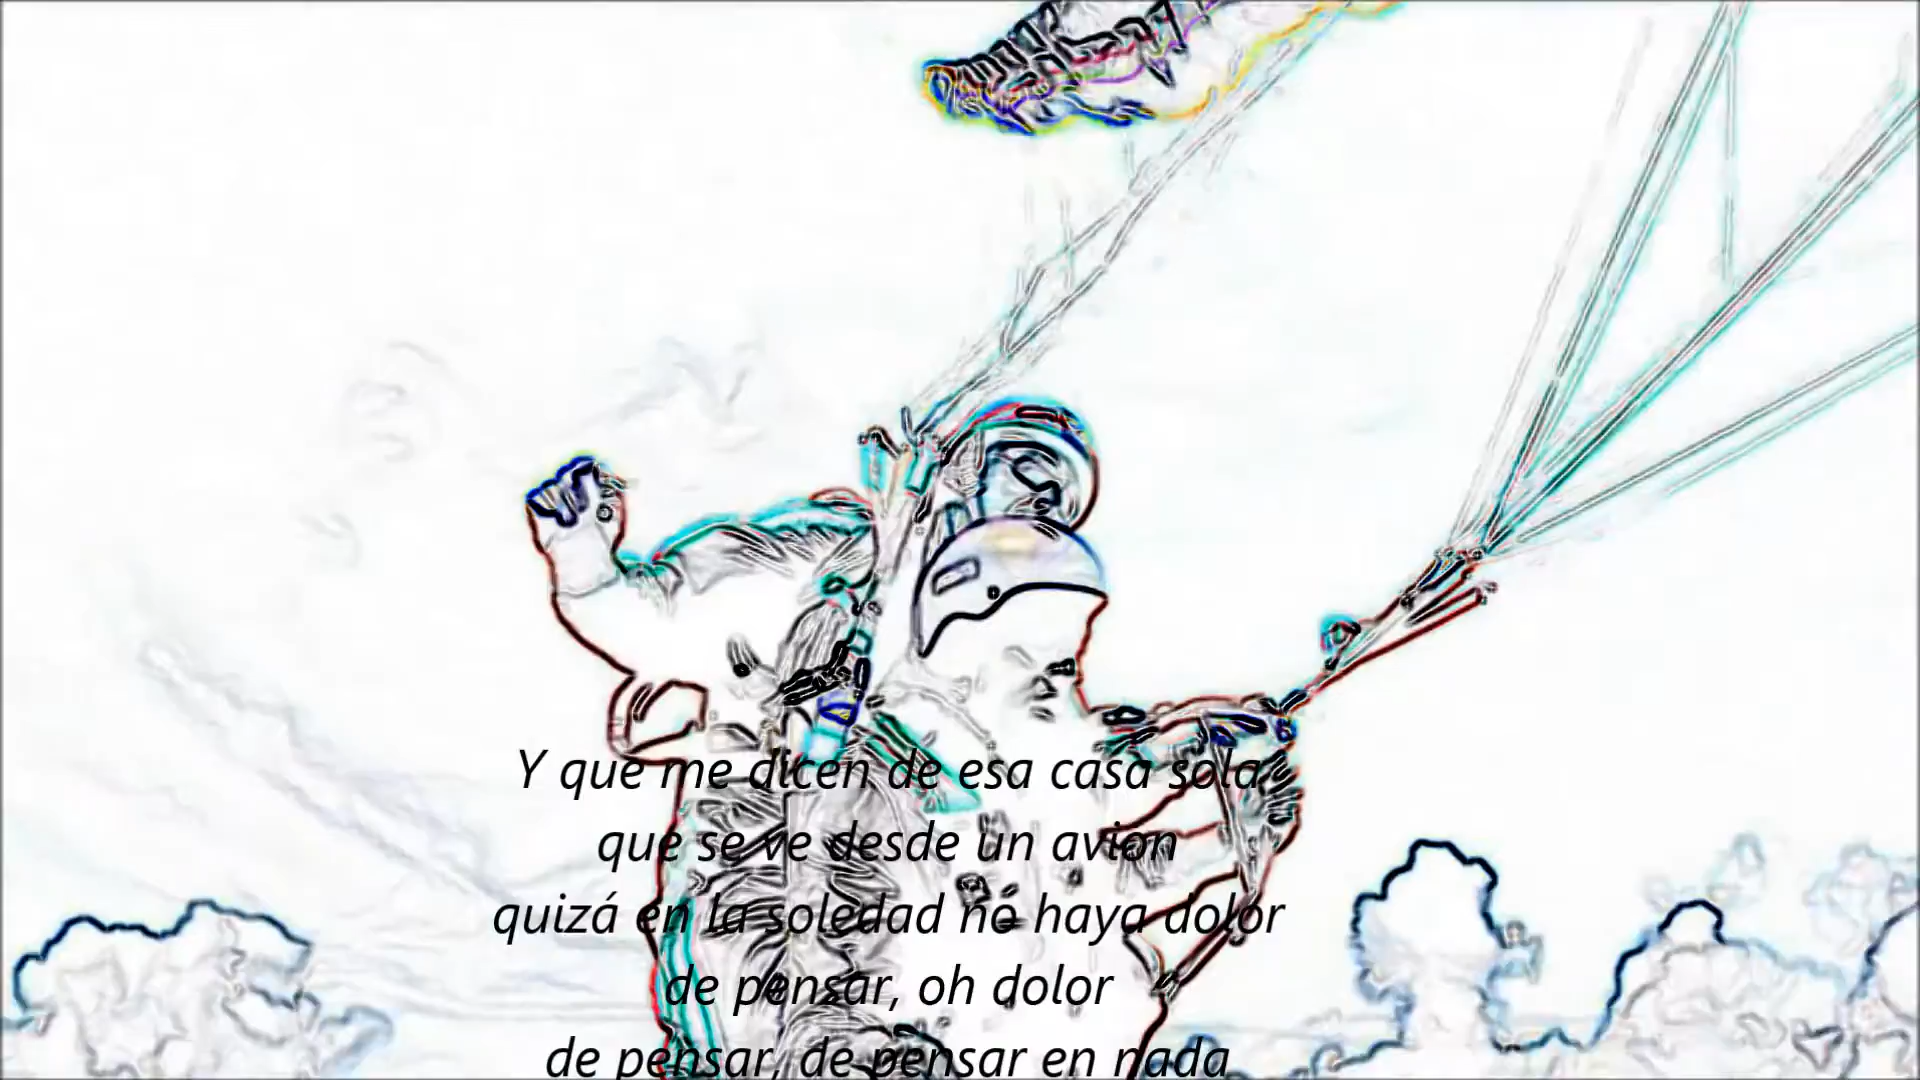 Y que me dicen de esa casa sola
que se ve desde un avion
quizá en la soledad no haya dolor
de pensar, oh dolor
de pensar, de pensar en nada